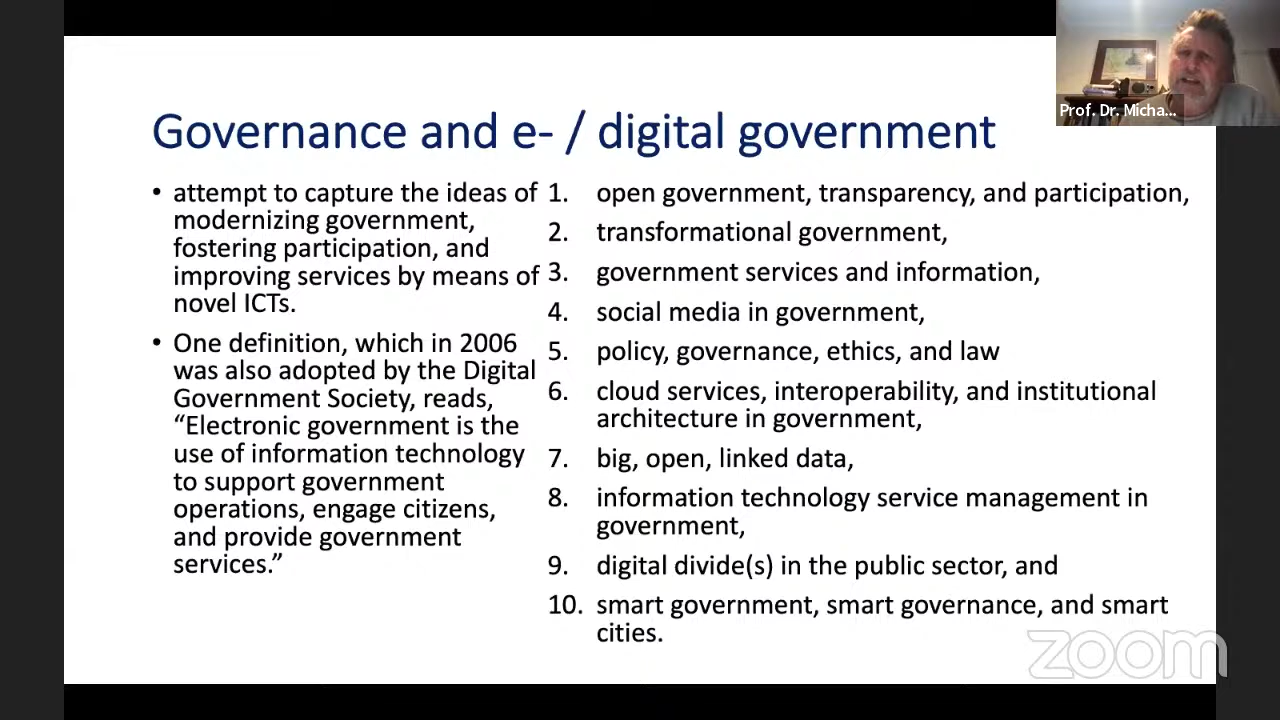 Prof. Dr. Micha...
Governance and e- / digital government
• attempt to capture the ideas of
modernizing government,
fostering participation, and
improving services by means of
novel ICTs.
• One definition, which in 2006
was also adopted by the Digital
Government Society, reads,
“Electronic government is the
use of information technology
to support government
operations, engage citizens,
and provide government
services.”
1. open government, transparency, and participation,
2. transformational government,
3. government services and information,
4. social media in government,
5. policy, governance, ethics, and law
6. cloud services, interoperability, and institutional
architecture in government,
7. big, open, linked data,
8. information technology service management in
government,
9. digital divide(s) in the public sector, and
10. smart government, smart governance, and smart
cities.
zoom